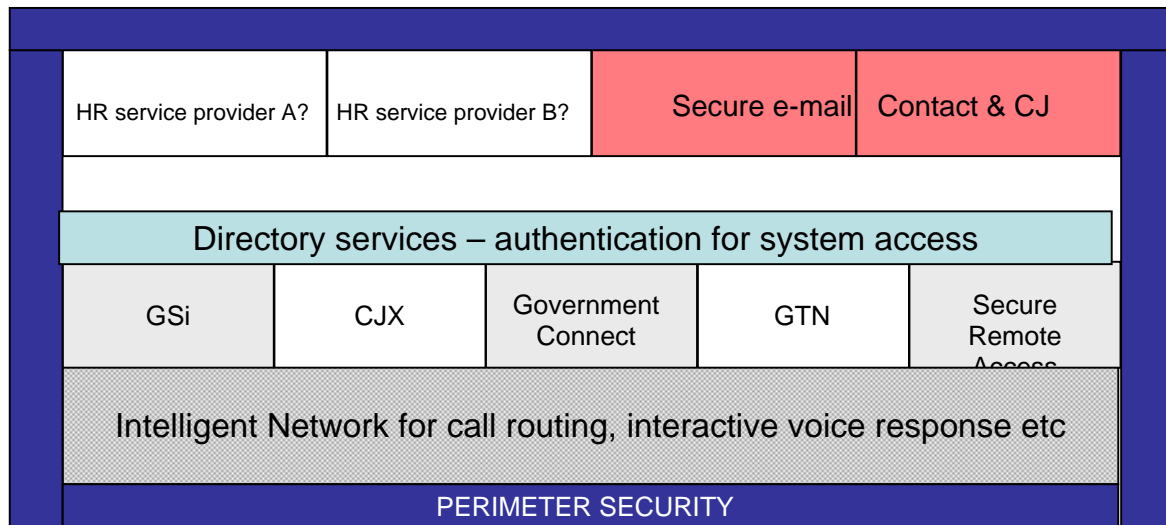 HR service provider A?
HR service provider B?
Secure e-mail
Contact & CJ
Directory services – authentication for system access
GSi
CJX
Government
Connect
GTN
Secure
Remote
Access
Intelligent Network for call routing, interactive voice response etc
PERIMETER SECURITY